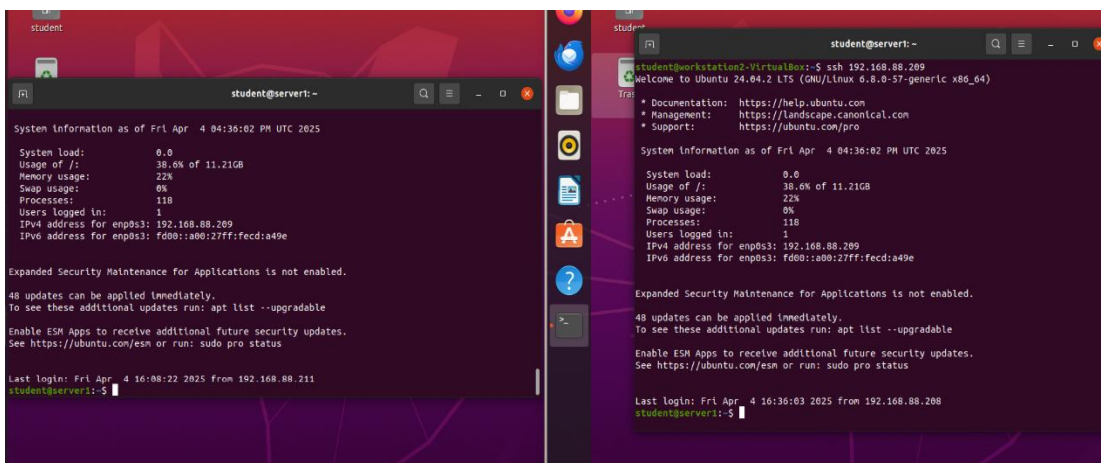 student
student@server1: ~
System information as of Fri Apr  4 04:36:02 PM UTC 2025
System load:            0.0
Usage of /:             38.6% of 11.21GB
Memory usage:           22%
Swap usage:             0%
Processes:              118
Users logged in:        1
IPv4 address for enp0s3: 192.168.88.209
IPv6 address for enp0s3: fd00::a00:27ff:fecd:a49e
Expanded Security Maintenance for Applications is not enabled.
48 updates can be applied immediately.
To see these additional updates run: apt list --upgradable
Enable ESM Apps to receive additional future security updates.
See https://ubuntu.com/esm or run: sudo pro status
Last login: Fri Apr  4 16:08:22 2025 from 192.168.88.211
student@server1:~$
student
Tras
student@server1: ~
student@workstation2-VirtualBox:~$ ssh 192.168.88.209
Welcome to Ubuntu 24.04.2 LTS (GNU/Linux 6.8.0-57-generic x86_64)
* Documentation:  https://help.ubuntu.com
* Management:     https://landscape.canonical.com
* Support:        https://ubuntu.com/pro
System information as of Fri Apr  4 04:36:02 PM UTC 2025
System load:            0.0
Usage of /:             38.6% of 11.21GB
Memory usage:           22%
Swap usage:             0%
Processes:              118
Users logged in:        1
IPv4 address for enp0s3: 192.168.88.209
IPv6 address for enp0s3: fd00::a00:27ff:fecd:a49e
Expanded Security Maintenance for Applications is not enabled.
48 updates can be applied immediately.
To see these additional updates run: apt list --upgradable
Enable ESM Apps to receive additional future security updates.
See https://ubuntu.com/esm or run: sudo pro status
Last login: Fri Apr  4 16:36:03 2025 from 192.168.88.208
student@server1:~$